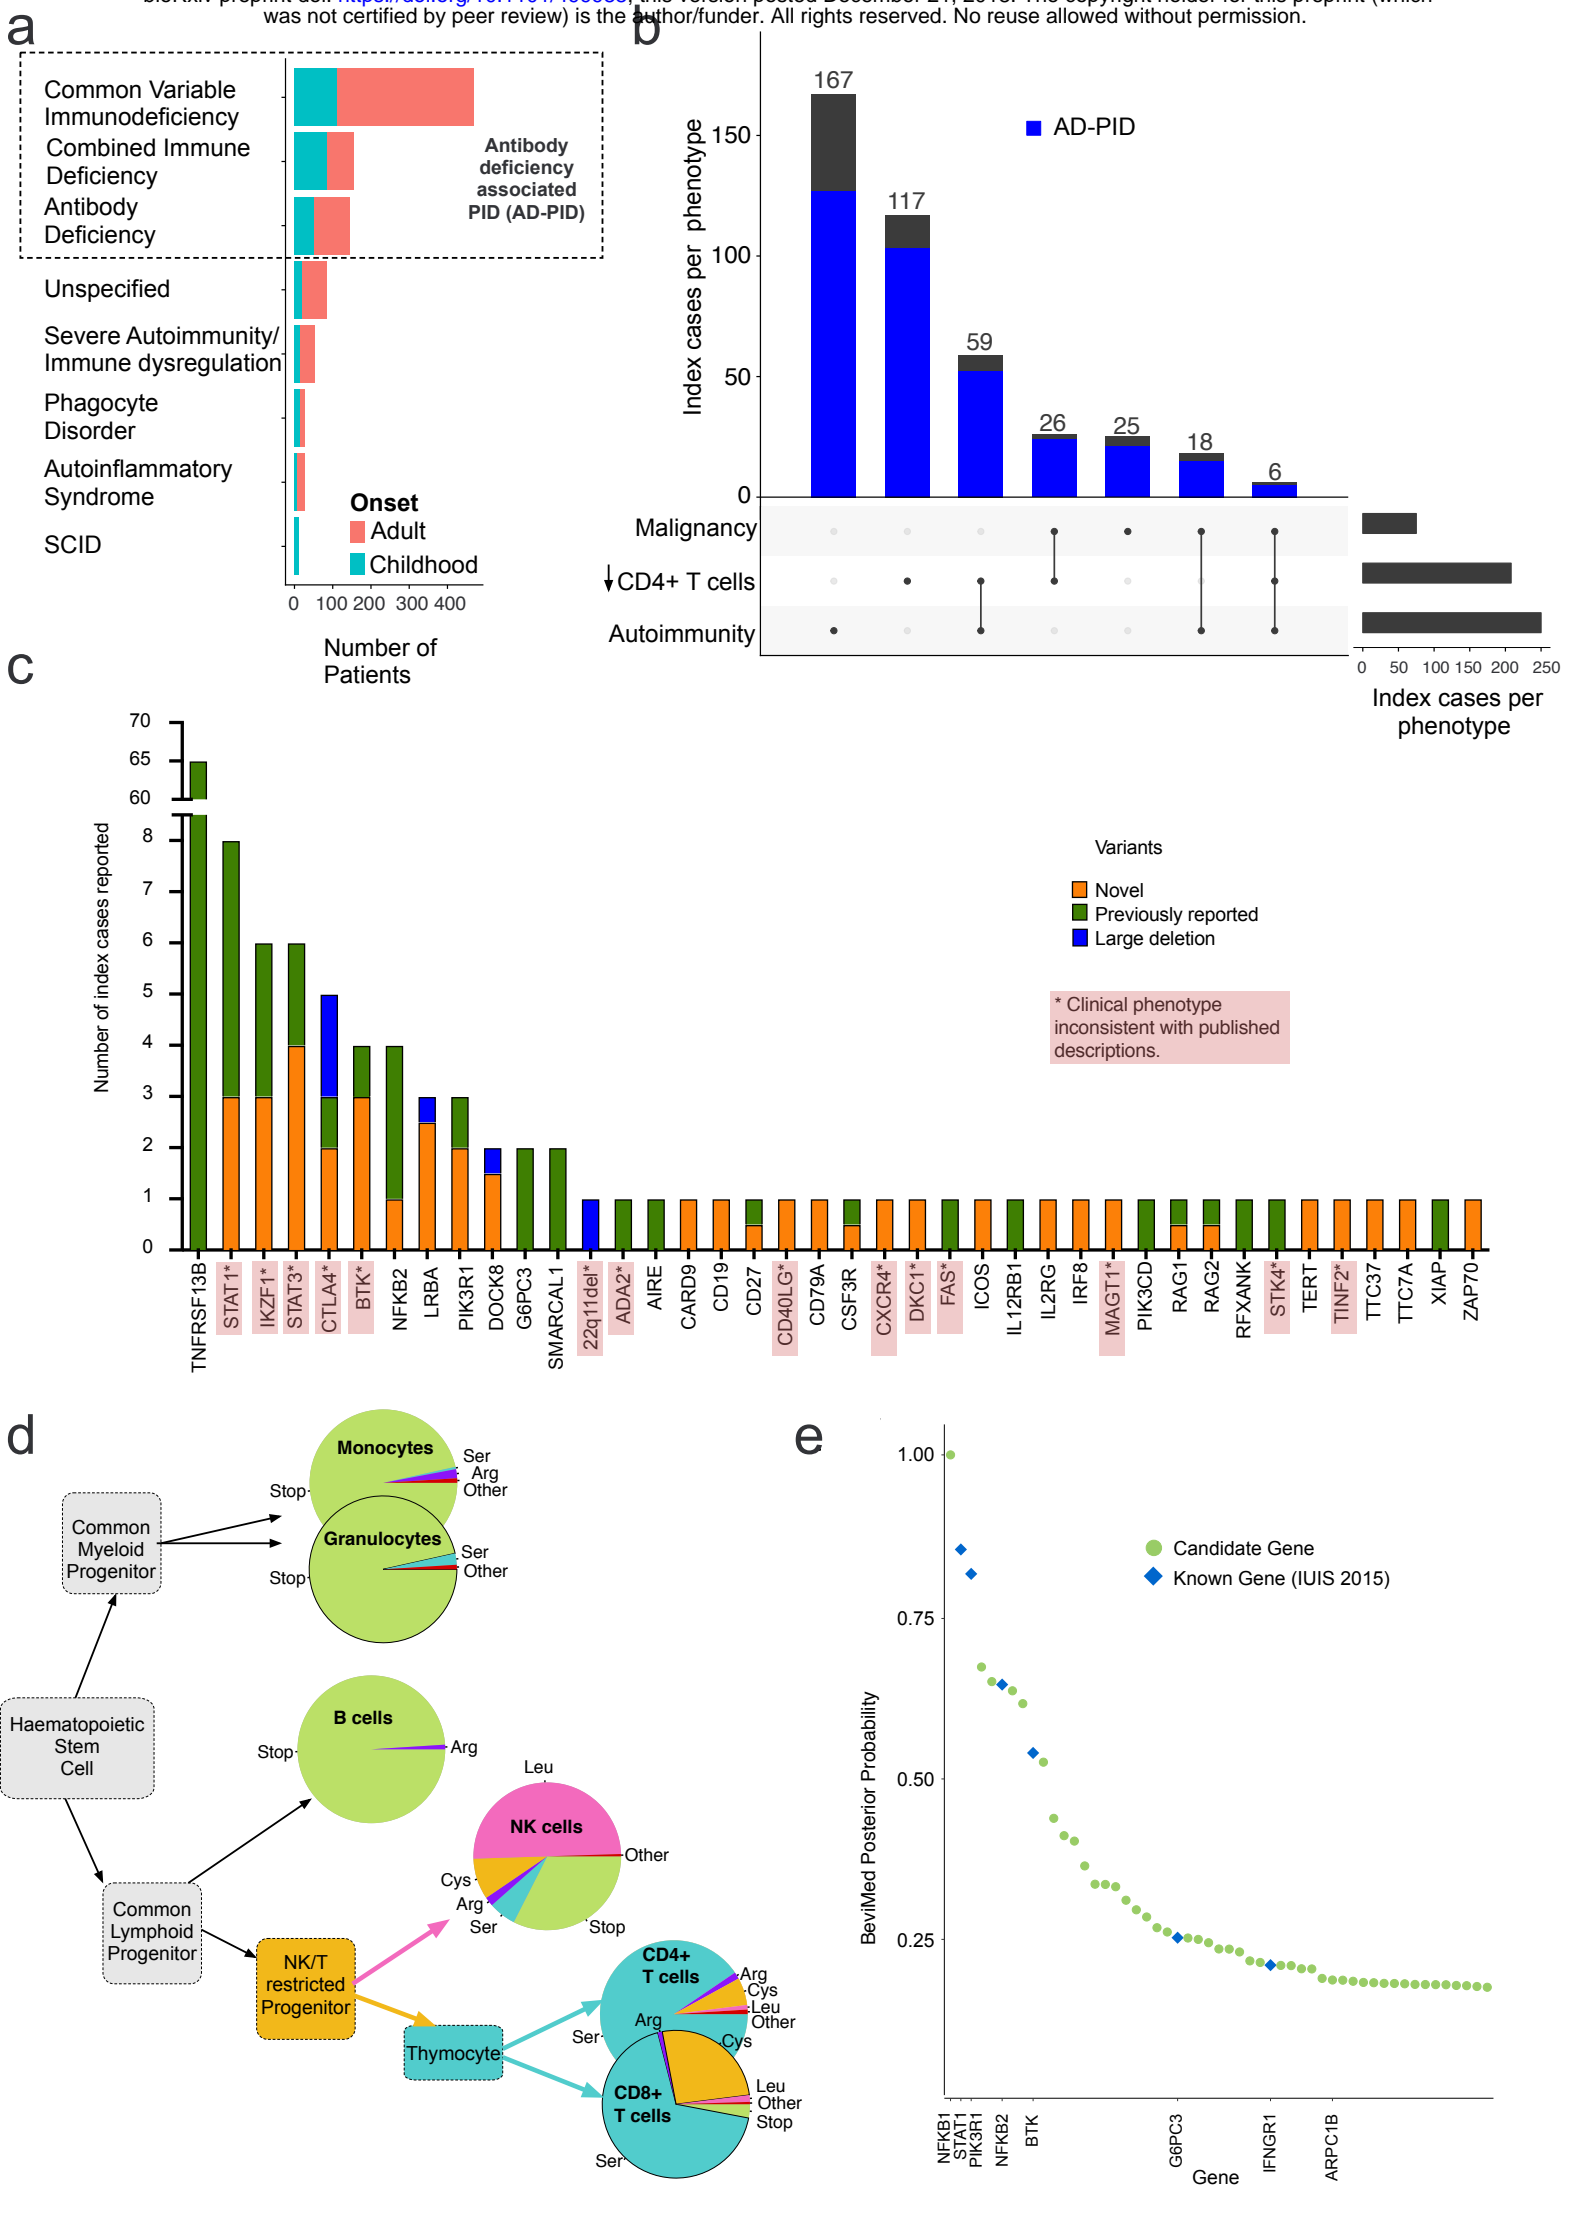 was not certified by peer review) is the author/funder. All rights reserved. No reuse allowed without permission.
a
Common Variable
Immunodeficiency
Combined Immune
Deficiency
Antibody
Deficiency
Antibody
deficiency
associated
PID (AD-PID)
Unspecified
Severe Autoimmunity/
Immune dysregulation
Phagocyte
Disorder
Autoinflammatory
Syndrome
SCID
Onset
Adult
Childhood
0 100 200 300 400
Number of
Patients
b
Index cases per phenotype
150
100
50
0
167
117
59
26
25
18
6
AD-PID
Malignancy
↓CD4+ T cells
Autoimmunity
0 50 100 150 200 250
Index cases per
phenotype
c
Number of index cases reported
70
65
60
8
7
6
5
4
3
2
1
0
Variants
Novel
Previously reported
Large deletion
* Clinical phenotype
inconsistent with published
descriptions.
TNFRSF13B
STAT1*
IKZF1*
STAT3*
CTLA4*
BTK*
NFKB2
LRBA
PIK3R1
DOCK8
G6PC3
SMARCAL1
22q11del*
ADA2*
AIRE
CARD9
CD19
CD27
CD40LG*
CD79A
CSF3R
CXCR4*
DKC1*
FAS*
ICOS
IL12RB1
IL2RG
IRF8
MAGT1*
PIK3CD
RAG1
RAG2
RFXANK
STK4*
TERT
TINF2*
TTC37
TTC7A
XIAP
ZAP70
d
Monocytes
Ser
Arg
Other
Stop
Granulocytes
Ser
Other
Stop
Common
Myeloid
Progenitor
Haematopoietic
Stem
Cell
B cells
Stop
Arg
Leu
NK cells
Other
Cys
Arg
Ser
Stop
Common
Lymphoid
Progenitor
NK/T
restricted
Progenitor
Thymocyte
CD4+
T cells
Arg
Cys
Leu
Other
Ser
Arg
Cys
CD8+
T cells
Leu
Other
Stop
Ser
e
BeviMed Posterior Probability
1.00
0.75
0.50
0.25
Candidate Gene
Known Gene (IUIS 2015)
NFKB1
STAT1
PIK3R1
NFKB2
BTK
G6PC3
IFNGR1
ARPC1B
Gene